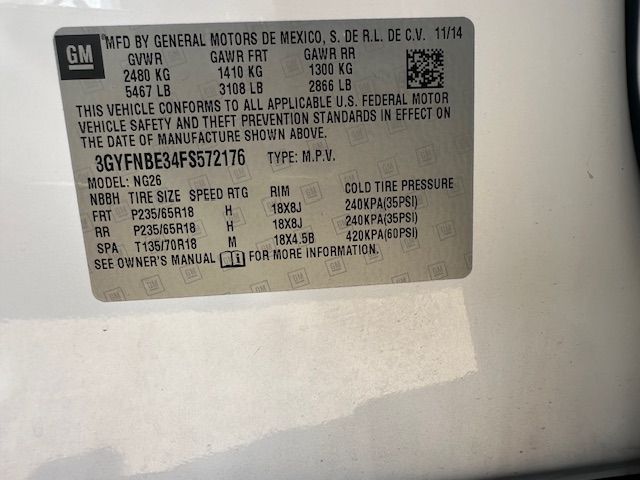 GM
MFD BY GENERAL MOTORS DE MEXICO, S. DE R.L. DE C.V. 11/14
GVWR GAWR FRT GAWR RR
2480 KG 1410 KG 1300 KG
5467 LB 3108 LB 2866 LB
THIS VEHICLE CONFORMS TO ALL APPLICABLE U.S. FEDERAL MOTOR
VEHICLE SAFETY AND THEFT PREVENTION STANDARDS IN EFFECT ON
THE DATE OF MANUFACTURE SHOWN ABOVE.
3GYFNBE34FS572176 TYPE: M.P.V.
MODEL: NG26
NBBH TIRE SIZE SPEED RTG RIM COLD TIRE PRESSURE
FRT P235/65R18 H 18X8J 240KPA(35PSI)
RR P235/65R18 H 18X8J 240KPA(35PSI)
SPA T135/70R18 M 18X4.5B 420KPA(60PSI)
SEE OWNER'S MANUAL FOR MORE INFORMATION.